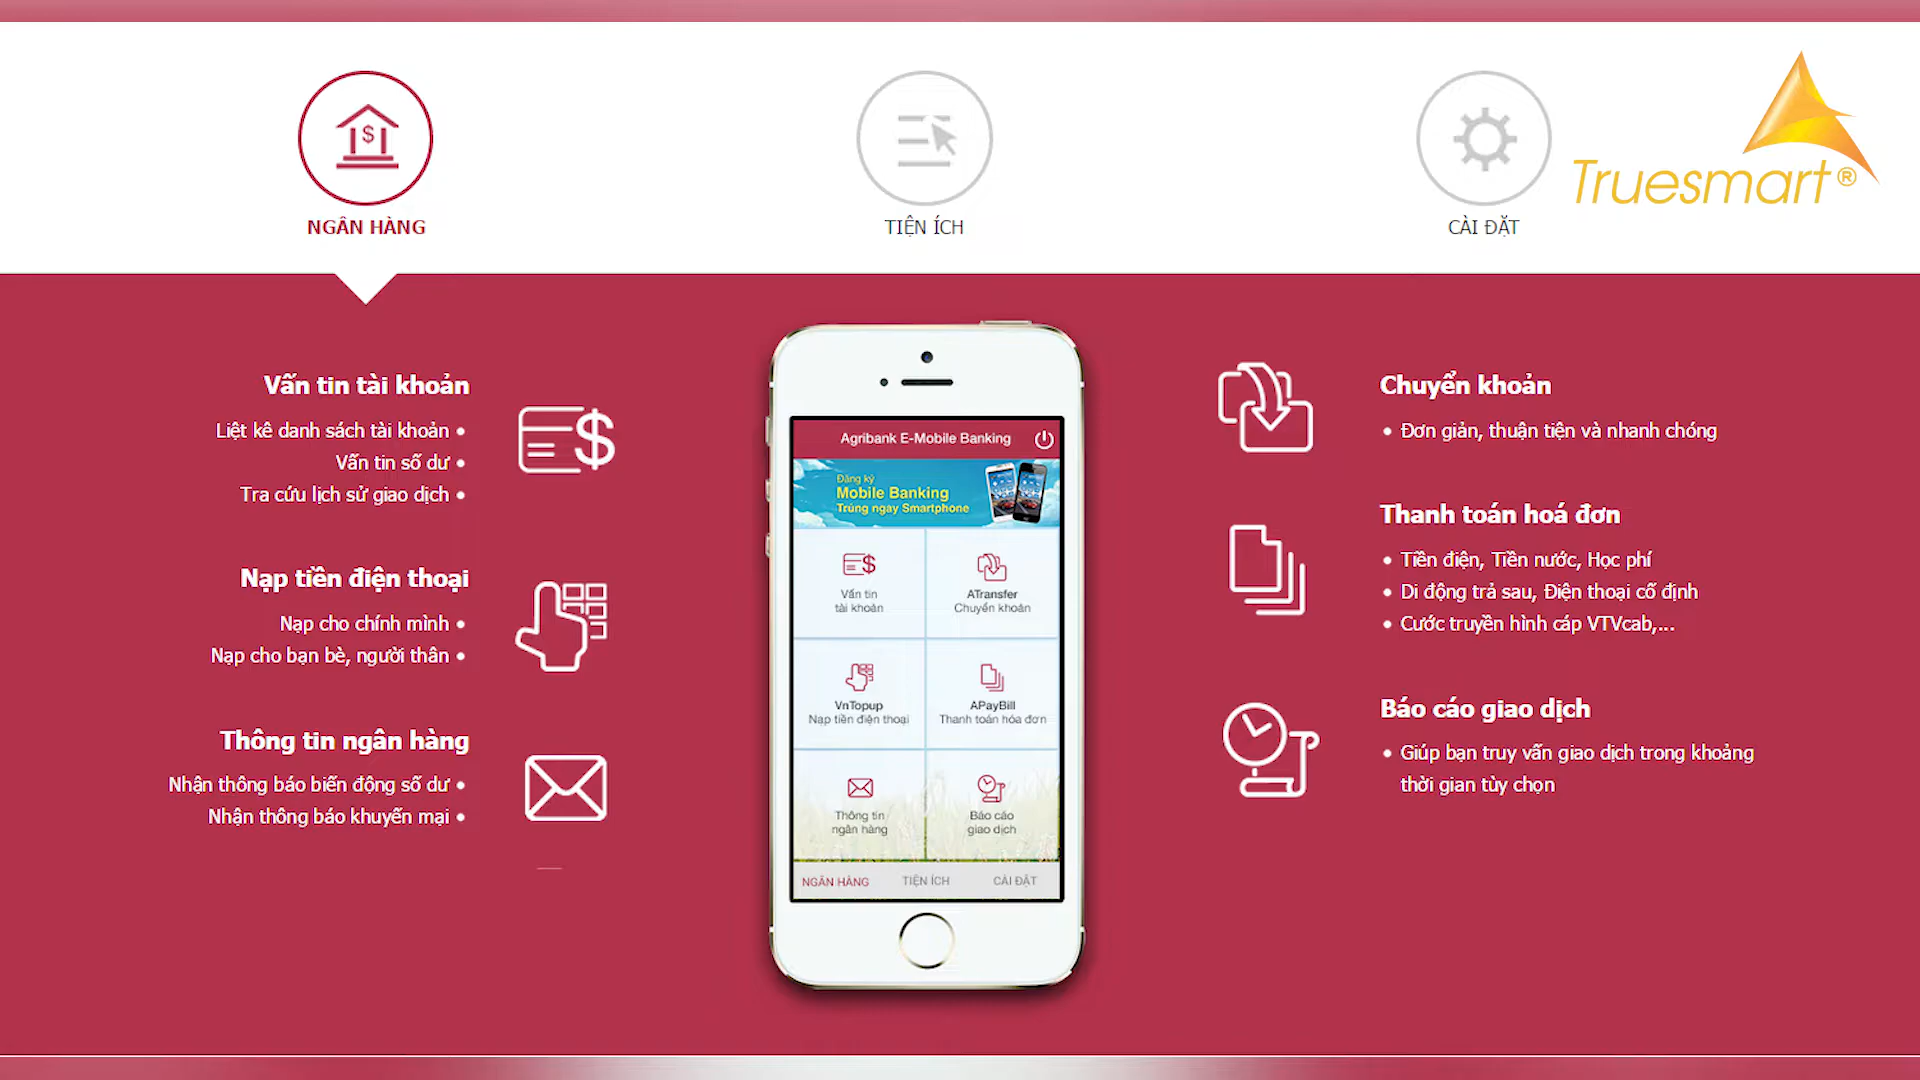 Truesmart®
NGÂN HÀNG
TIỆN ÍCH
CÀI ĐẶT
Vấn tin tài khoản
Liệt kê danh sách tài khoản •
Vấn tin số dư •
Tra cứu lịch sử giao dịch •
Nạp tiền điện thoại
Nạp cho chính mình •
Nạp cho bạn bè, người thân •
Thông tin ngân hàng
Nhận thông báo biến động số dư •
Nhận thông báo khuyến mại •
Agribank E-Mobile Banking
Đăng ký
Mobile Banking
Trúng ngay Smartphone
Vấn tin
tài khoản
ATransfer
Chuyển khoản
VnTopup
Nạp tiền điện thoại
APayBill
Thanh toán hóa đơn
Thông tin
ngân hàng
Báo cáo
giao dịch
NGÂN HÀNG
TIỆN ÍCH
CÀI ĐẶT
Chuyển khoản
• Đơn giản, thuận tiện và nhanh chóng
Thanh toán hoá đơn
• Tiền điện, Tiền nước, Học phí
• Di động trả sau, Điện thoại cố định
• Cước truyền hình cáp VTVcab,...
Báo cáo giao dịch
• Giúp bạn truy vấn giao dịch trong khoảng
thời gian tùy chọn